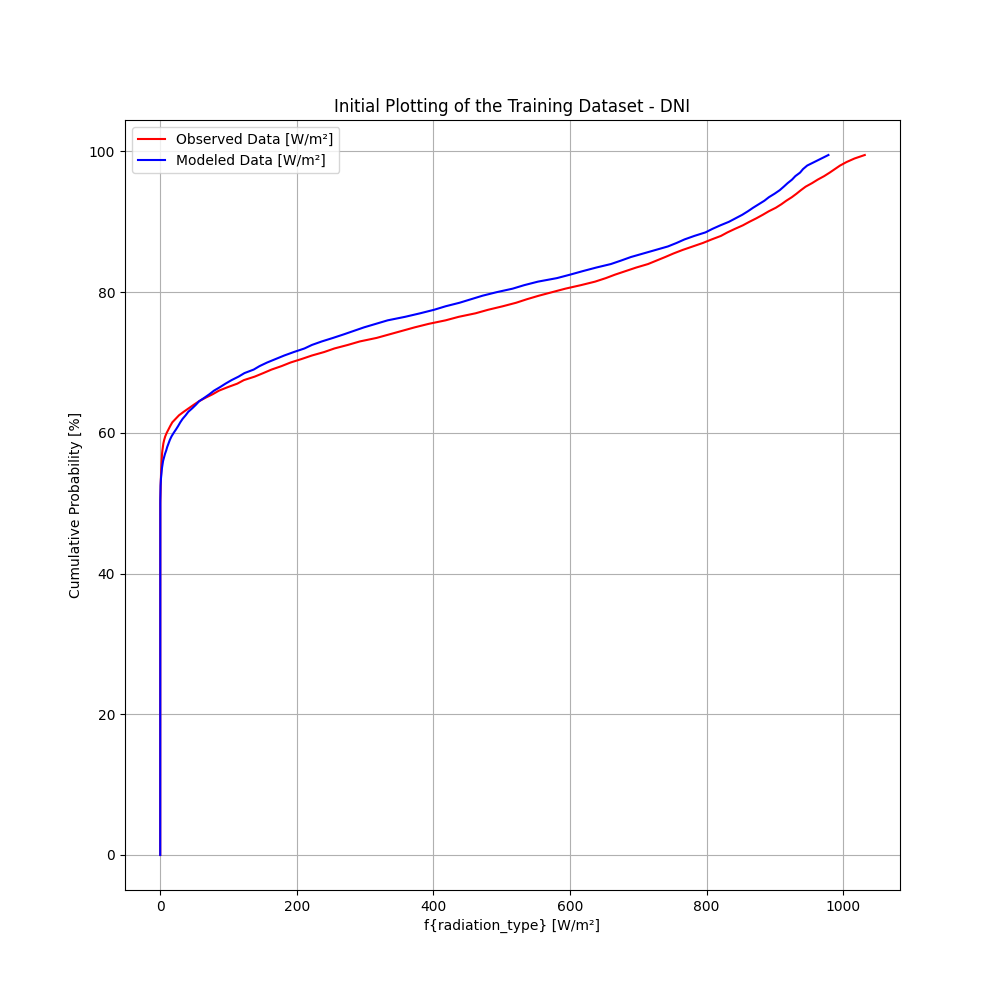 Initial Plotting of the Training Dataset - DNI
Observed Data [W/m²]
Modeled Data [W/m²]
100
80
60
40
20
0
Cumulative Probability [%]
0 200 400 600 800 1000
f{radiation_type} [W/m²]